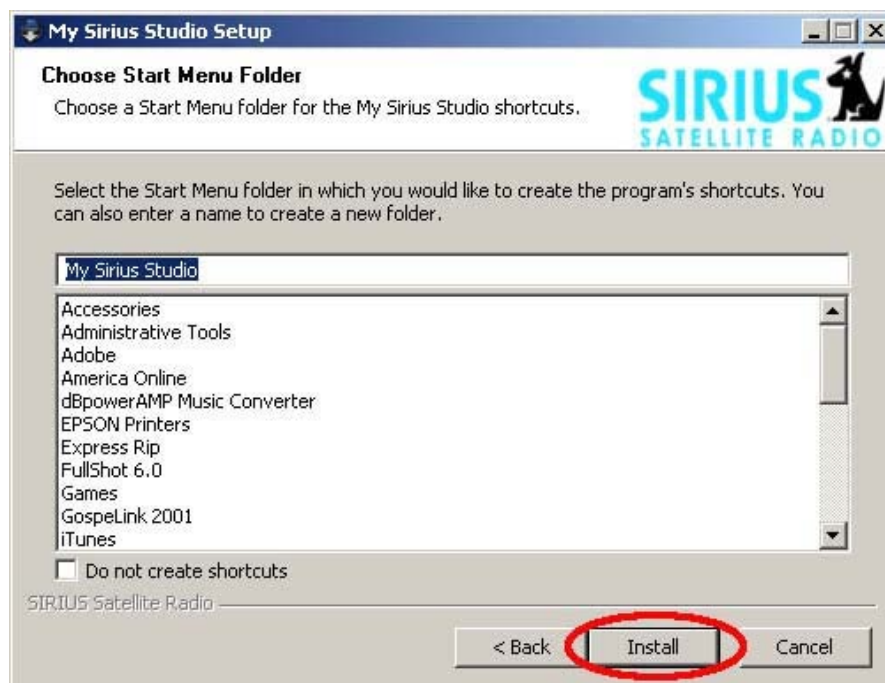 My Sirius Studio Setup
Choose Start Menu Folder
Choose a Start Menu folder for the My Sirius Studio shortcuts.
SIRIUS
SATELLITE RADIO
Select the Start Menu folder in which you would like to create the program's shortcuts. You
can also enter a name to create a new folder.
My Sirius Studio
Accessories
Administrative Tools
Adobe
America Online
dBpowerAMP Music Converter
EPSON Printers
Express Rip
FullShot 6.0
Games
GospeLink 2001
iTunes
Do not create shortcuts
SIRIUS Satellite Radio
< Back Install Cancel